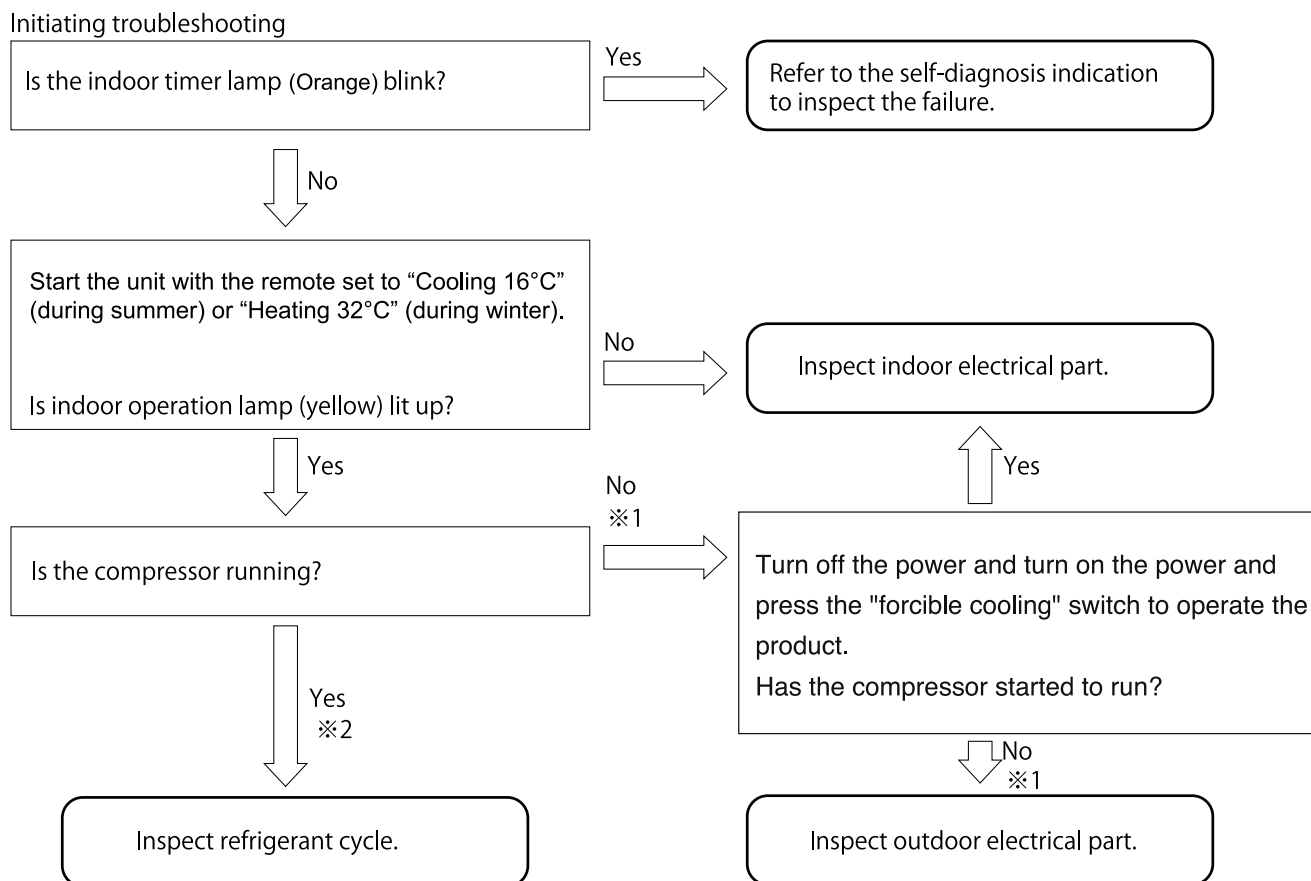 Initiating troubleshooting
Is the indoor timer lamp (Orange) blink?
Yes
Refer to the self-diagnosis indication
to inspect the failure.
No
Start the unit with the remote set to “Cooling 16°C”
(during summer) or “Heating 32°C” (during winter).
Is indoor operation lamp (yellow) lit up?
No
Inspect indoor electrical part.
Yes
Yes
Is the compressor running?
No
※1
Turn off the power and turn on the power and
press the "forcible cooling" switch to operate the
product.
Has the compressor started to run?
Yes
※2
No
※1
Inspect refrigerant cycle.
Inspect outdoor electrical part.